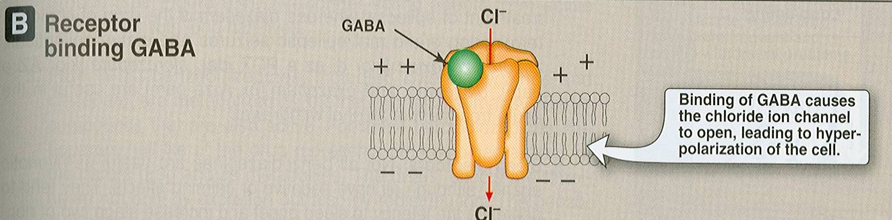 B Receptor
binding GABA
GABA
Cl⁻
+ +
+ +
Binding of GABA causes
the chloride ion channel
to open, leading to hyper-
polarization of the cell.
− −
− −
Cl⁻